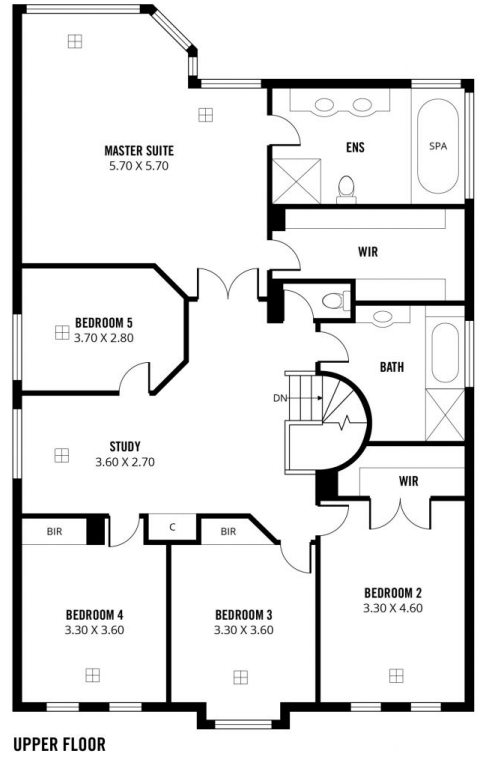 MASTER SUITE
5.70 X 5.70
ENS
SPA
WIR
BEDROOM 5
3.70 X 2.80
BATH
DN
STUDY
3.60 X 2.70
WIR
BIR
C
BIR
BEDROOM 2
3.30 X 4.60
BEDROOM 4
3.30 X 3.60
BEDROOM 3
3.30 X 3.60
UPPER FLOOR